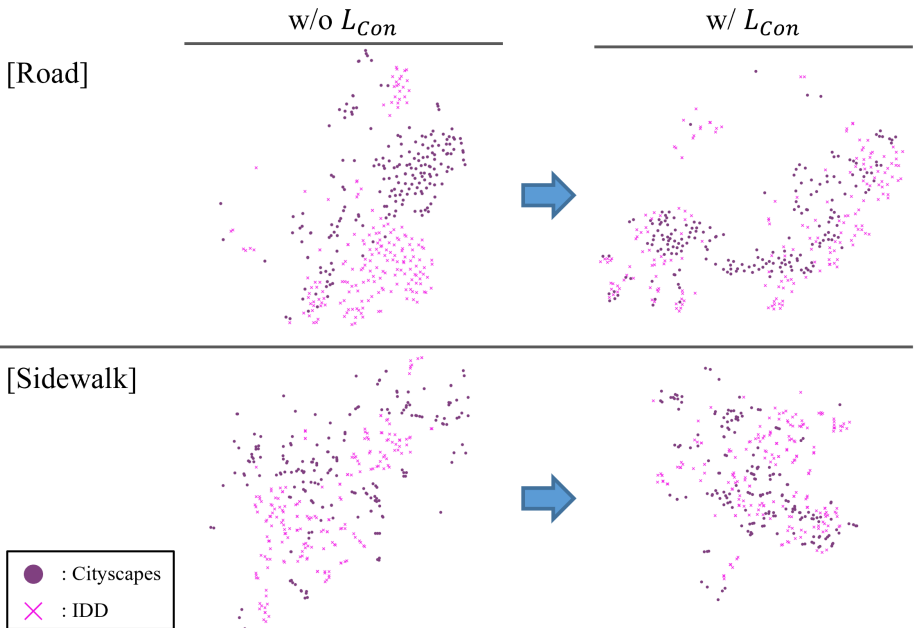 w/o L_Con
w/ L_Con
[Road]
[Sidewalk]
: Cityscapes
: IDD